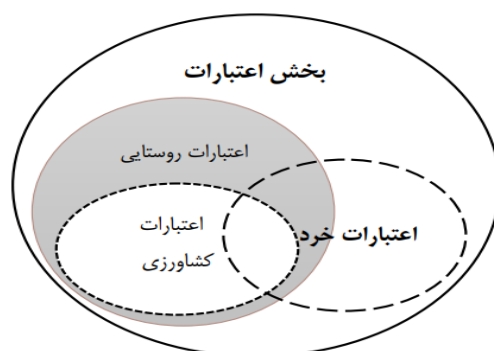 بخش اعتبارات
اعتبارات روستایی
اعتبارات
کشاورزی
اعتبارات خرد